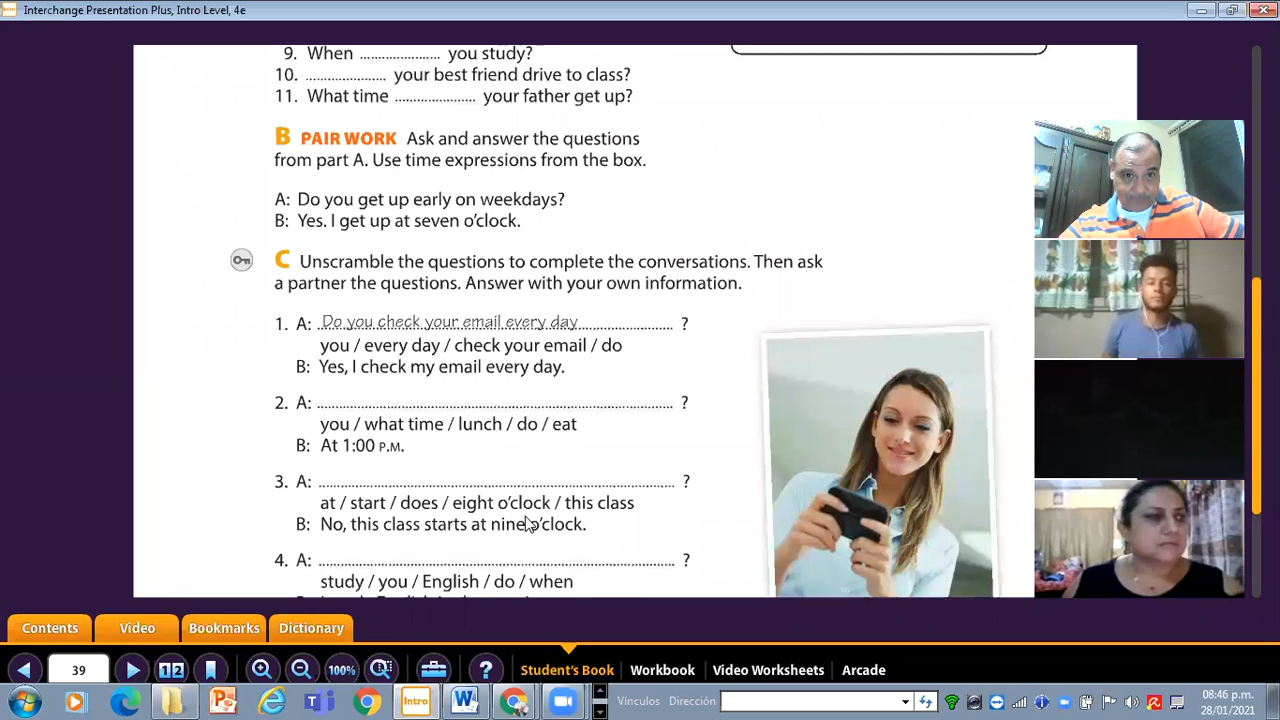 Interchange Presentation Plus, Intro Level, 4e
9. When .................... you study?
10. .................... your best friend drive to class?
11. What time .................... your father get up?
B PAIR WORK Ask and answer the questions
from part A. Use time expressions from the box.
A: Do you get up early on weekdays?
B: Yes. I get up at seven o'clock.
C Unscramble the questions to complete the conversations. Then ask
a partner the questions. Answer with your own information.
1. A: Do you check your email every day ?
you / every day / check your email / do
B: Yes, I check my email every day.
2. A: .................... ?
you / what time / lunch / do / eat
B: At 1:00 P.M.
3. A: .................... ?
at / start / does / eight o'clock / this class
B: No, this class starts at nine o'clock.
4. A: .................... ?
study / you / English / do / when
Contents Video Bookmarks Dictionary
39 12 100% Student's Book Workbook Video Worksheets Arcade
Intro Vínculos Dirección 08:46 p.m.
28/01/2021